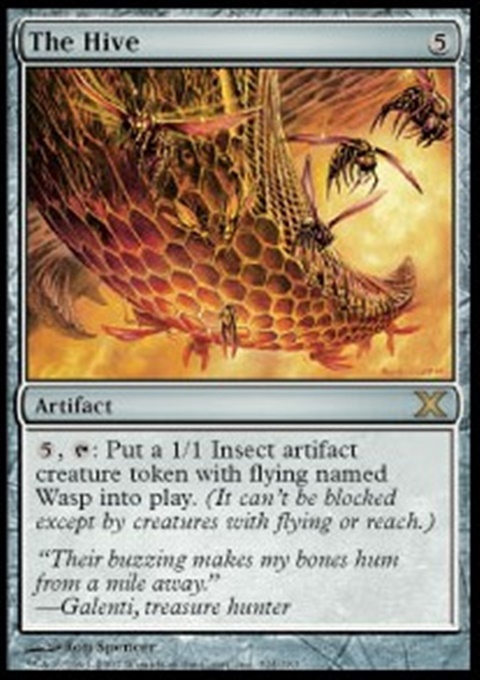 The Hive 5
Artifact
5, T: Put a 1/1 Insect artifact
creature token with flying named
Wasp into play. (It can't be blocked
except by creatures with flying or reach.)
"Their buzzing makes my bones hum
from a mile away."
—Galenti, treasure hunter
Ron Spencer